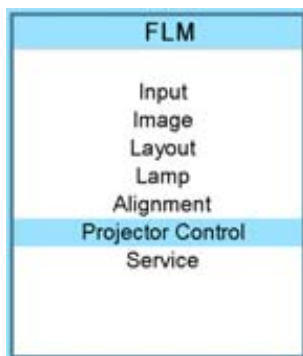 FLM
Input
Image
Layout
Lamp
Alignment
Projector Control
Service